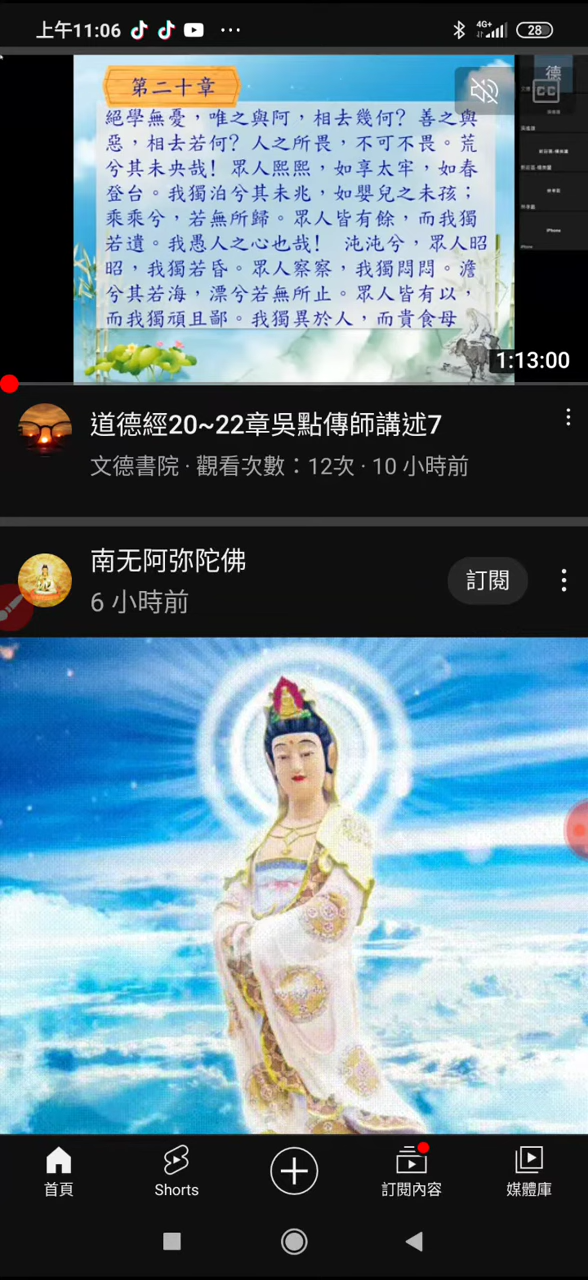 上午11:06
4G+
28
第二十章
絕學無憂，唯之與阿，相去幾何？善之與
惡，相去若何？人之所畏，不可不畏。荒
兮其未央哉！眾人熙熙，如享太牢，如春
登台。我獨泊兮其未兆，如嬰兒之未孩；
乘乘兮，若無所歸。眾人皆有餘，而我獨
若遺。我愚人之心也哉！ 沌沌兮，眾人昭
昭，我獨若昏。眾人察察，我獨悶悶。澹
兮其若海，漂兮若無所止。眾人皆有以，
而我獨頑且鄙。我獨異於人，而貴食母
德
CC
iPhone
iPhone
1:13:00
道德經20~22章吳點傳師講述7
文德書院 · 觀看次數：12次 · 10 小時前
南无阿弥陀佛
6 小時前
訂閱
首頁
Shorts
訂閱內容
媒體庫